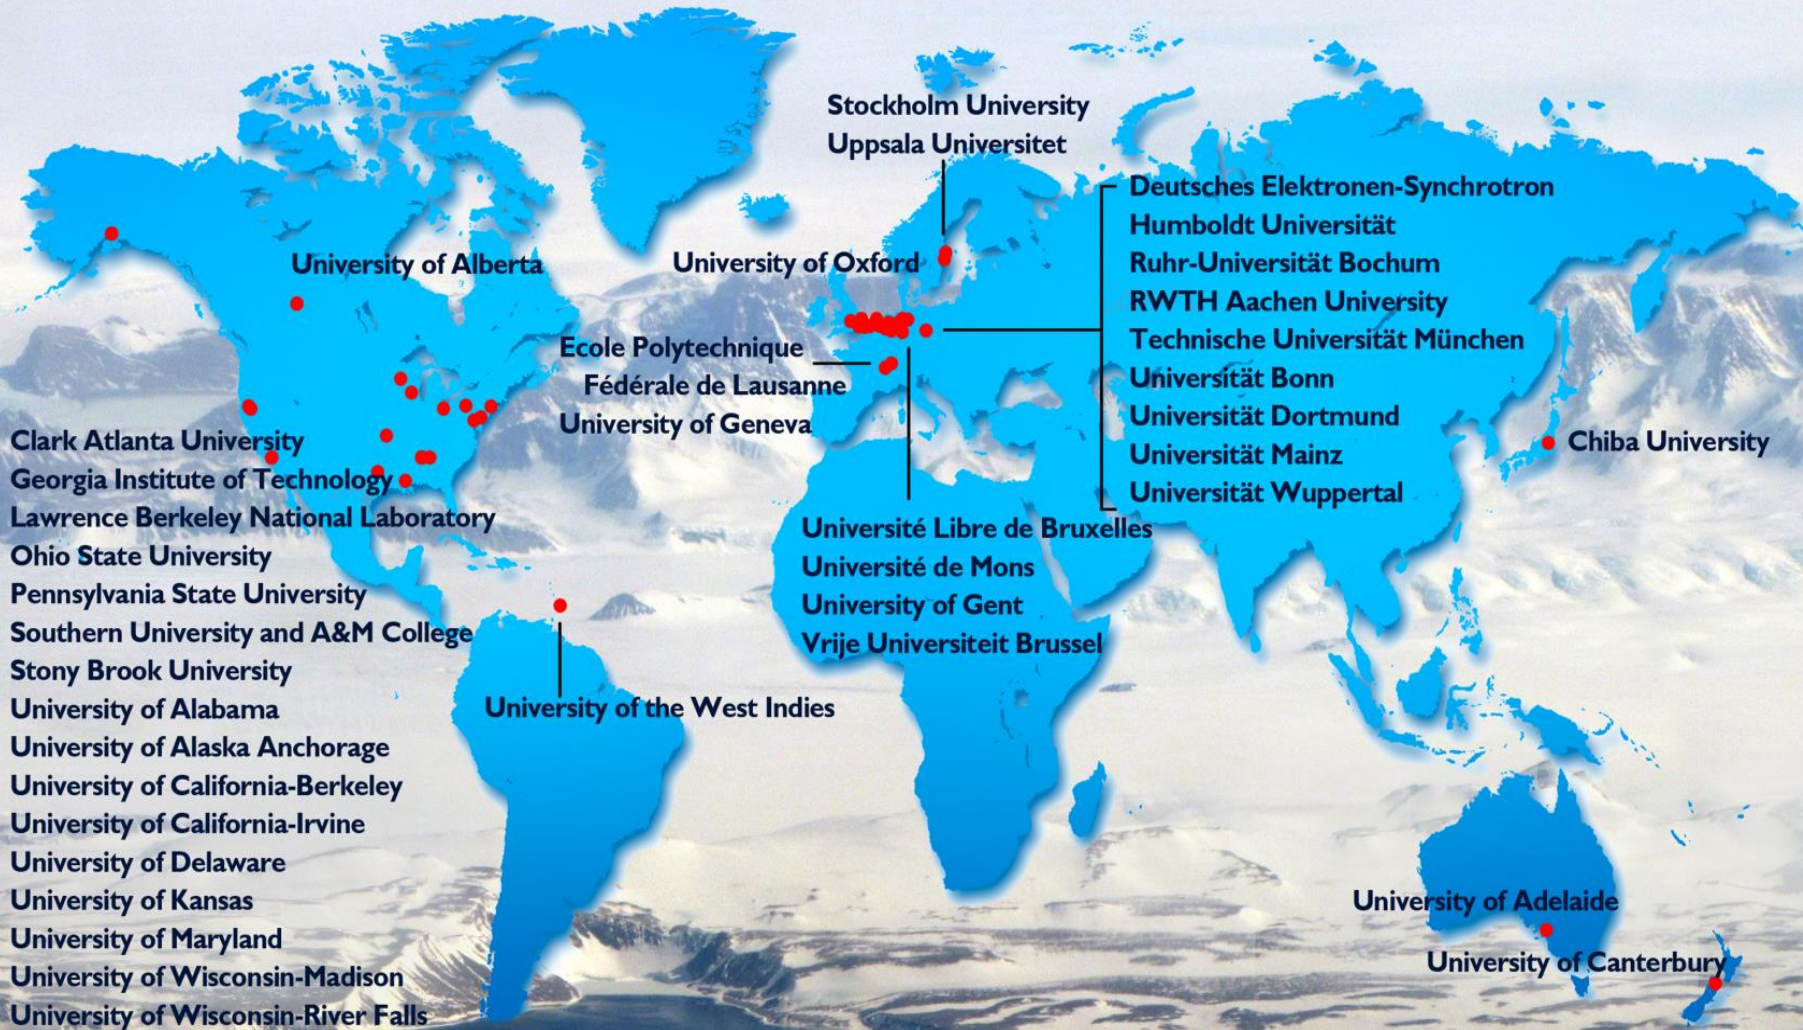 Stockholm University
Uppsala Universitet
Deutsches Elektronen-Synchrotron
Humboldt Universität
Ruhr-Universität Bochum
RWTH Aachen University
Technische Universität München
Universität Bonn
Universität Dortmund
Universität Mainz
Universität Wuppertal
University of Alberta
University of Oxford
Ecole Polytechnique
Fédérale de Lausanne
University of Geneva
Chiba University
Clark Atlanta University
Georgia Institute of Technology
Lawrence Berkeley National Laboratory
Ohio State University
Pennsylvania State University
Southern University and A&M College
Stony Brook University
University of Alabama
University of Alaska Anchorage
University of California-Berkeley
University of California-Irvine
University of Delaware
University of Kansas
University of Maryland
University of Wisconsin-Madison
University of Wisconsin-River Falls
Université Libre de Bruxelles
Université de Mons
University of Gent
Vrije Universiteit Brussel
University of the West Indies
University of Adelaide
University of Canterbury